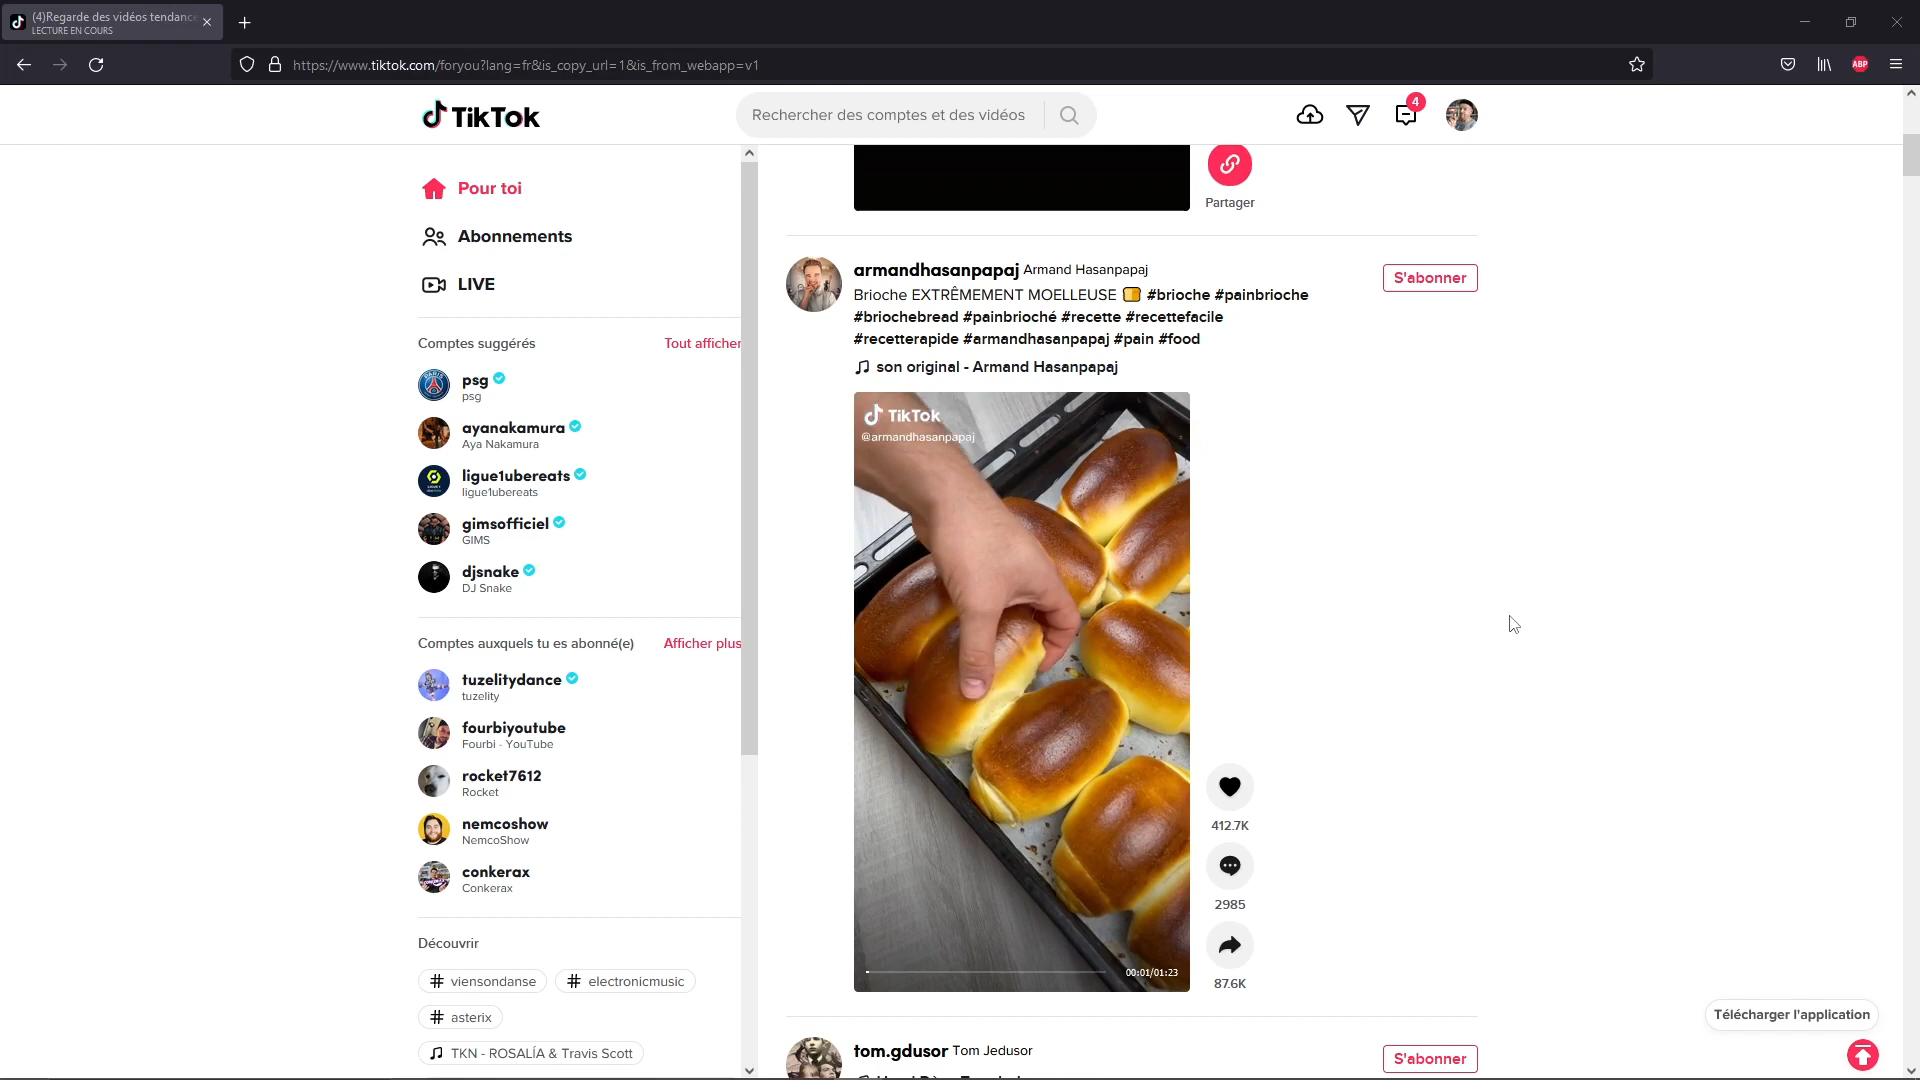 (4)Regarde des vidéos tendance
LECTURE EN COURS
https://www.tiktok.com/foryou?lang=fr&is_copy_url=1&is_from_webapp=v1
ABP
TikTok
Rechercher des comptes et des vidéos
4
Pour toi
Abonnements
LIVE
Comptes suggérés
Tout afficher
psg
psg
ayanakamura
Aya Nakamura
ligue1ubereats
ligue1ubereats
gimsofficiel
GIMS
djsnake
DJ Snake
Comptes auxquels tu es abonné(e)
Afficher plus
tuzelitydance
tuzelity
fourbiyoutube
Fourbi - YouTube
rocket7612
Rocket
nemcoshow
NemcoShow
conkerax
Conkerax
Découvrir
# viensondanse
# electronicmusic
# asterix
TKN - ROSALÍA & Travis Scott
Partager
armandhasanpapaj Armand Hasanpapaj
S'abonner
Brioche EXTRÊMEMENT MOELLEUSE 🍞 #brioche #painbrioche
#briochebread #painbrioché #recette #recettefacile
#recetterapide #armandhasanpapaj #pain #food
son original - Armand Hasanpapaj
TikTok
@armandhasanpapaj
00:01/01:23
412.7K
2985
87.6K
tom.gdusor Tom Jedusor
S'abonner
Télécharger l'application